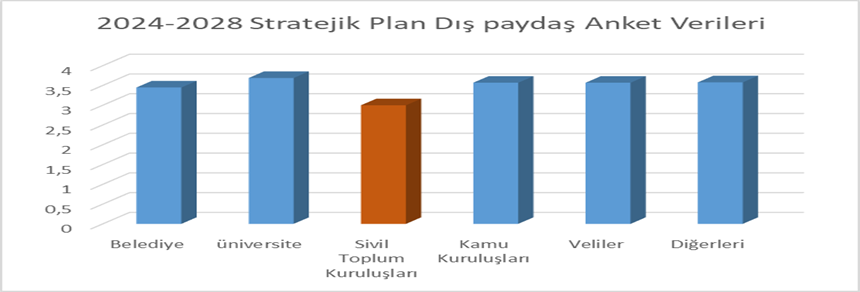 2024-2028 Stratejik Plan Dış paydaş Anket Verileri
4
3,5
3
2,5
2
1,5
1
0,5
0
Belediye
üniversite
Sivil
Toplum
Kuruluşları
Kamu
Kuruluşları
Veliler
Diğerleri